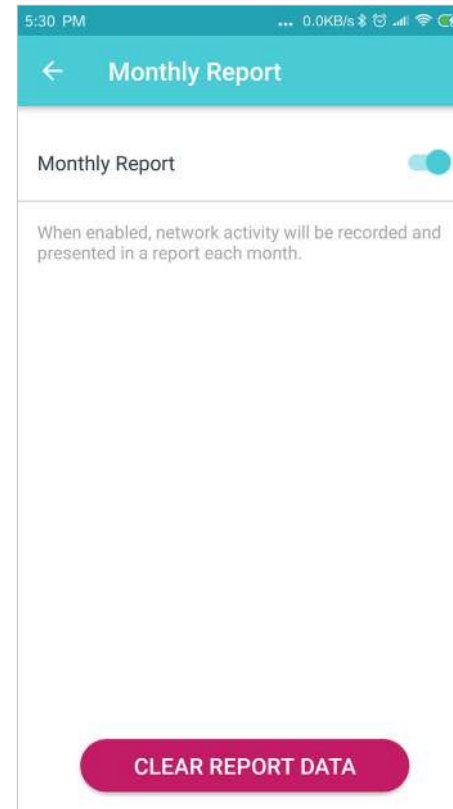 5:30 PM ... 0.0KB/s
Monthly Report
Monthly Report
When enabled, network activity will be recorded and
presented in a report each month.
CLEAR REPORT DATA